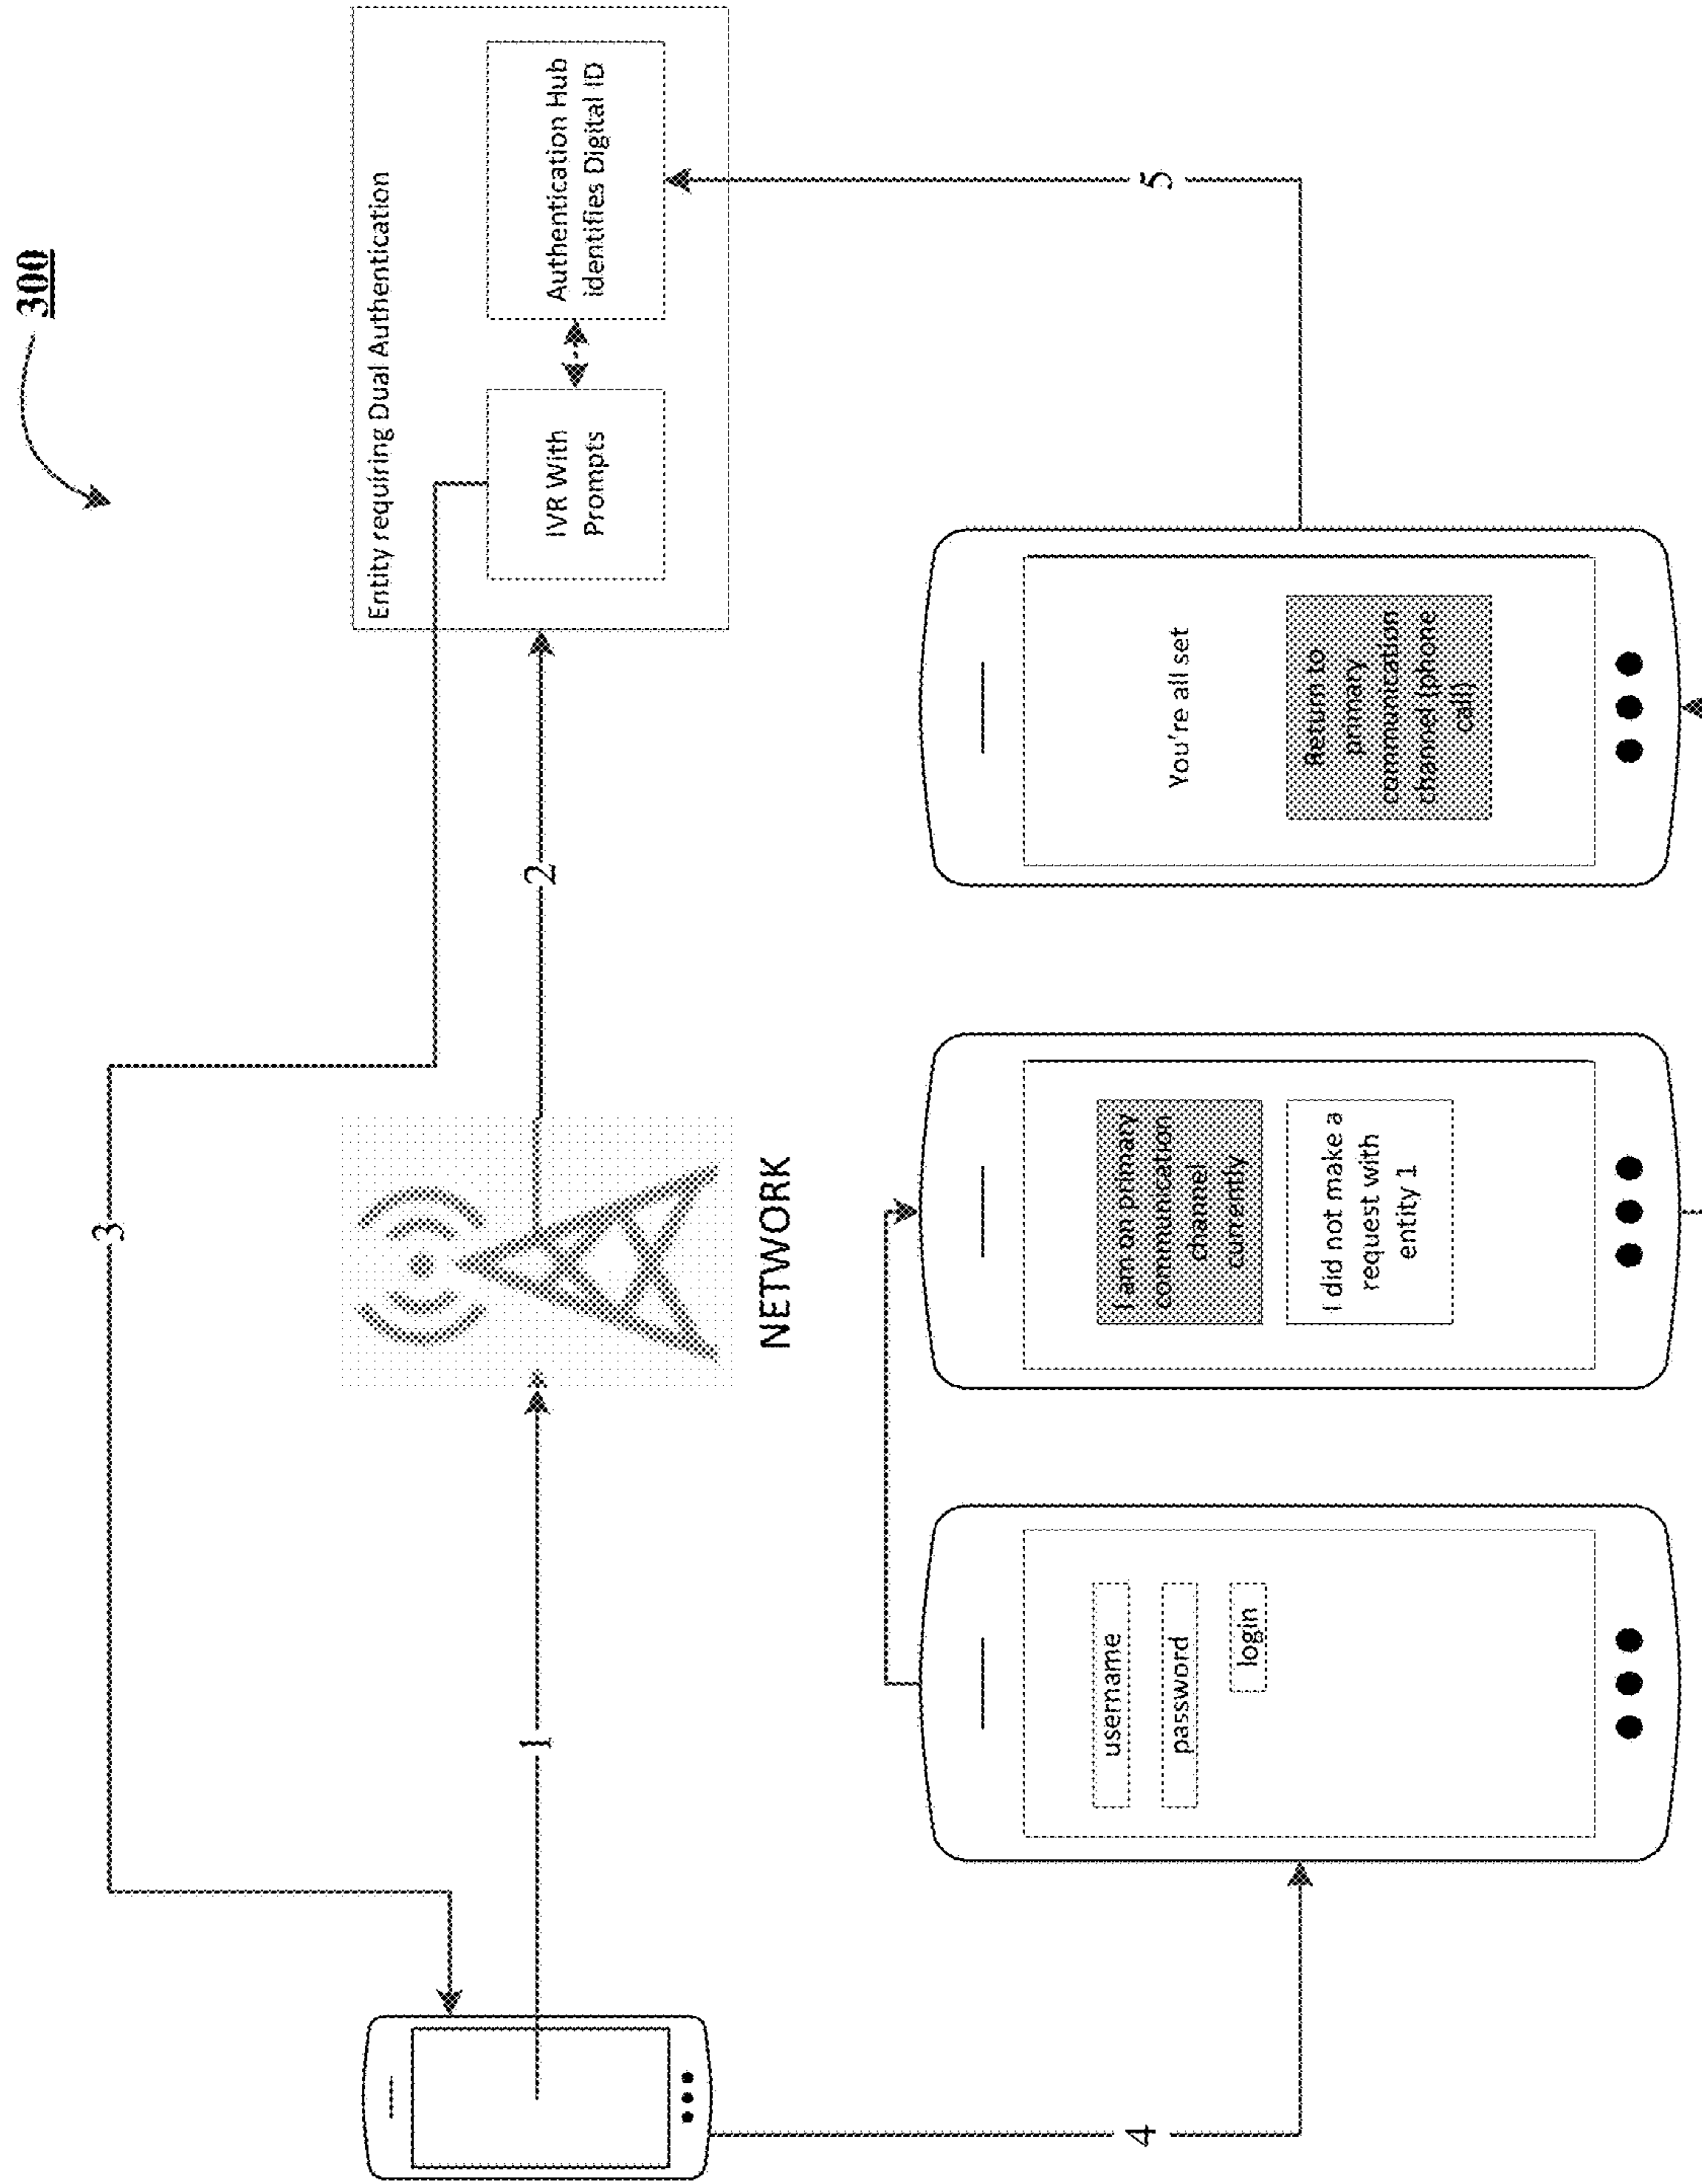 300
3
Entity requiring Dual Authentication
IVR With
Prompts
Authentication Hub
identifies Digital ID
1
2
NETWORK
4
5
username
password
login
I am on primary
communication
channel
currently
I did not make a
request with
entity 1
You're all set
Return to
primary
communication
channel (phone
call)